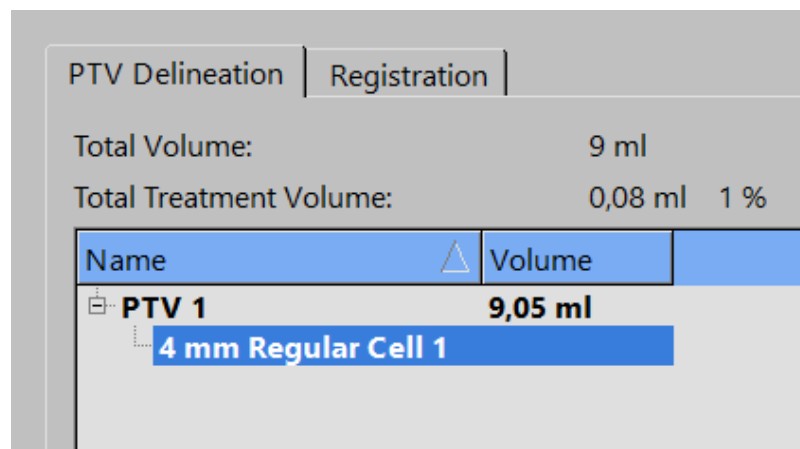 PTV Delineation Registration
Total Volume: 9 ml
Total Treatment Volume: 0,08 ml 1 %
Name Volume
PTV 1 9,05 ml
4 mm Regular Cell 1